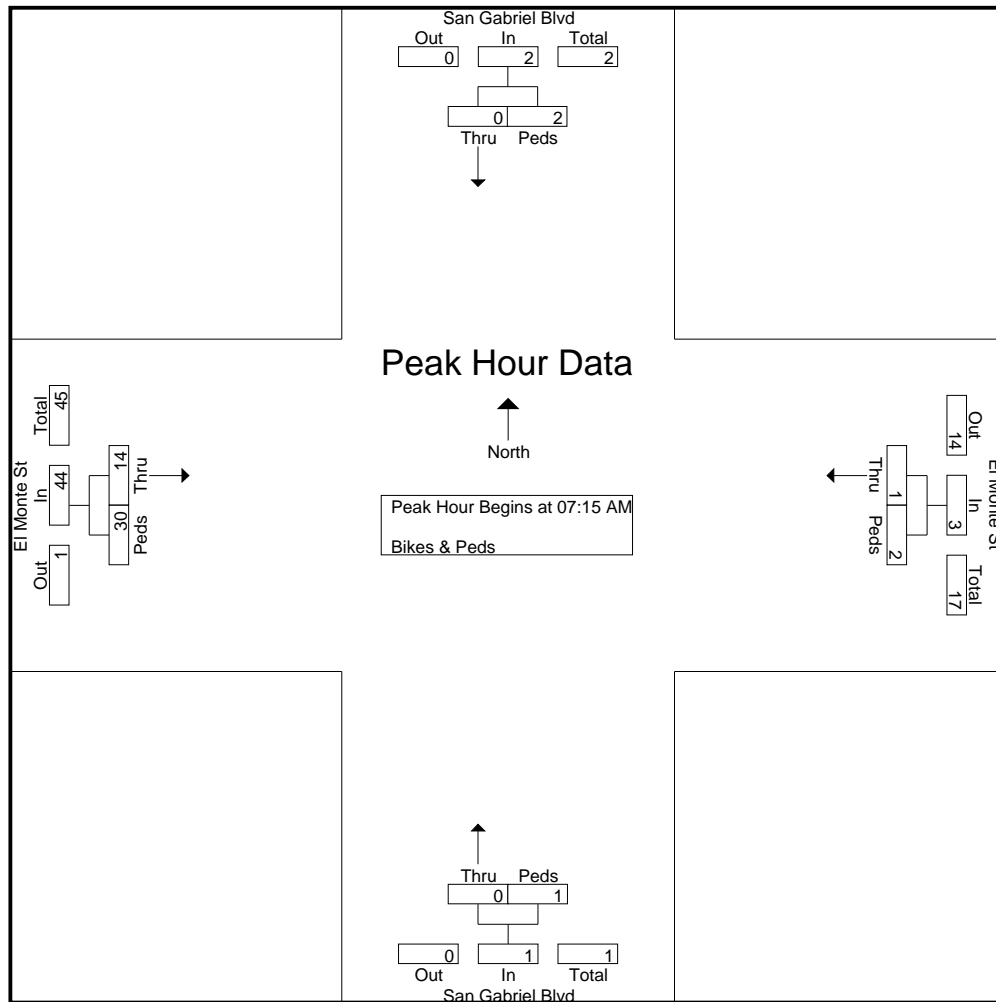 San Gabriel Blvd
Out In Total
0 2 2
0 2
Thru Peds
Peak Hour Data
North
Peak Hour Begins at 07:15 AM
Bikes & Peds
El Monte St
Total In Out
45 44 1
14 30
Thru Peds
El Monte St
Out In Total
14 3 17
Thru Peds
1 2
Thru Peds
0 1
0 1 1
Out In Total
San Gabriel Blvd